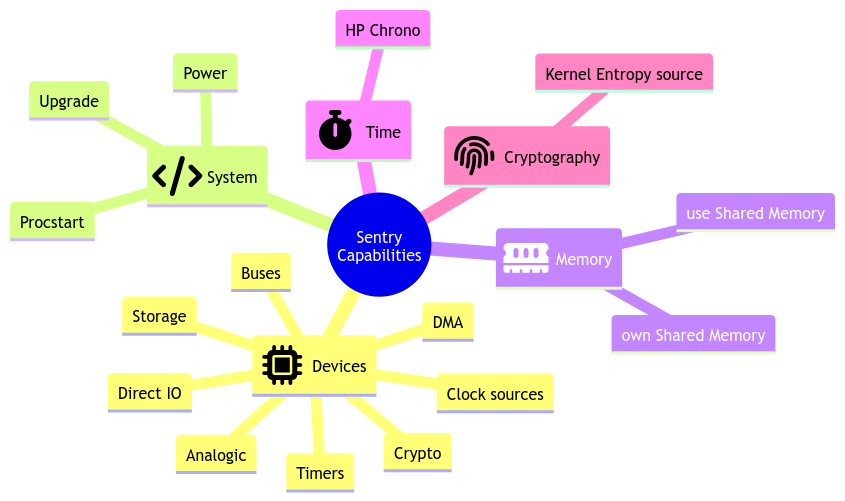 HP Chrono
Power
Kernel Entropy source
Upgrade
Time
Cryptography
System
Procstart
use Shared Memory
Sentry
Capabilities
Memory
Buses
Storage
DMA
own Shared Memory
Devices
Direct IO
Clock sources
Analogic
Crypto
Timers